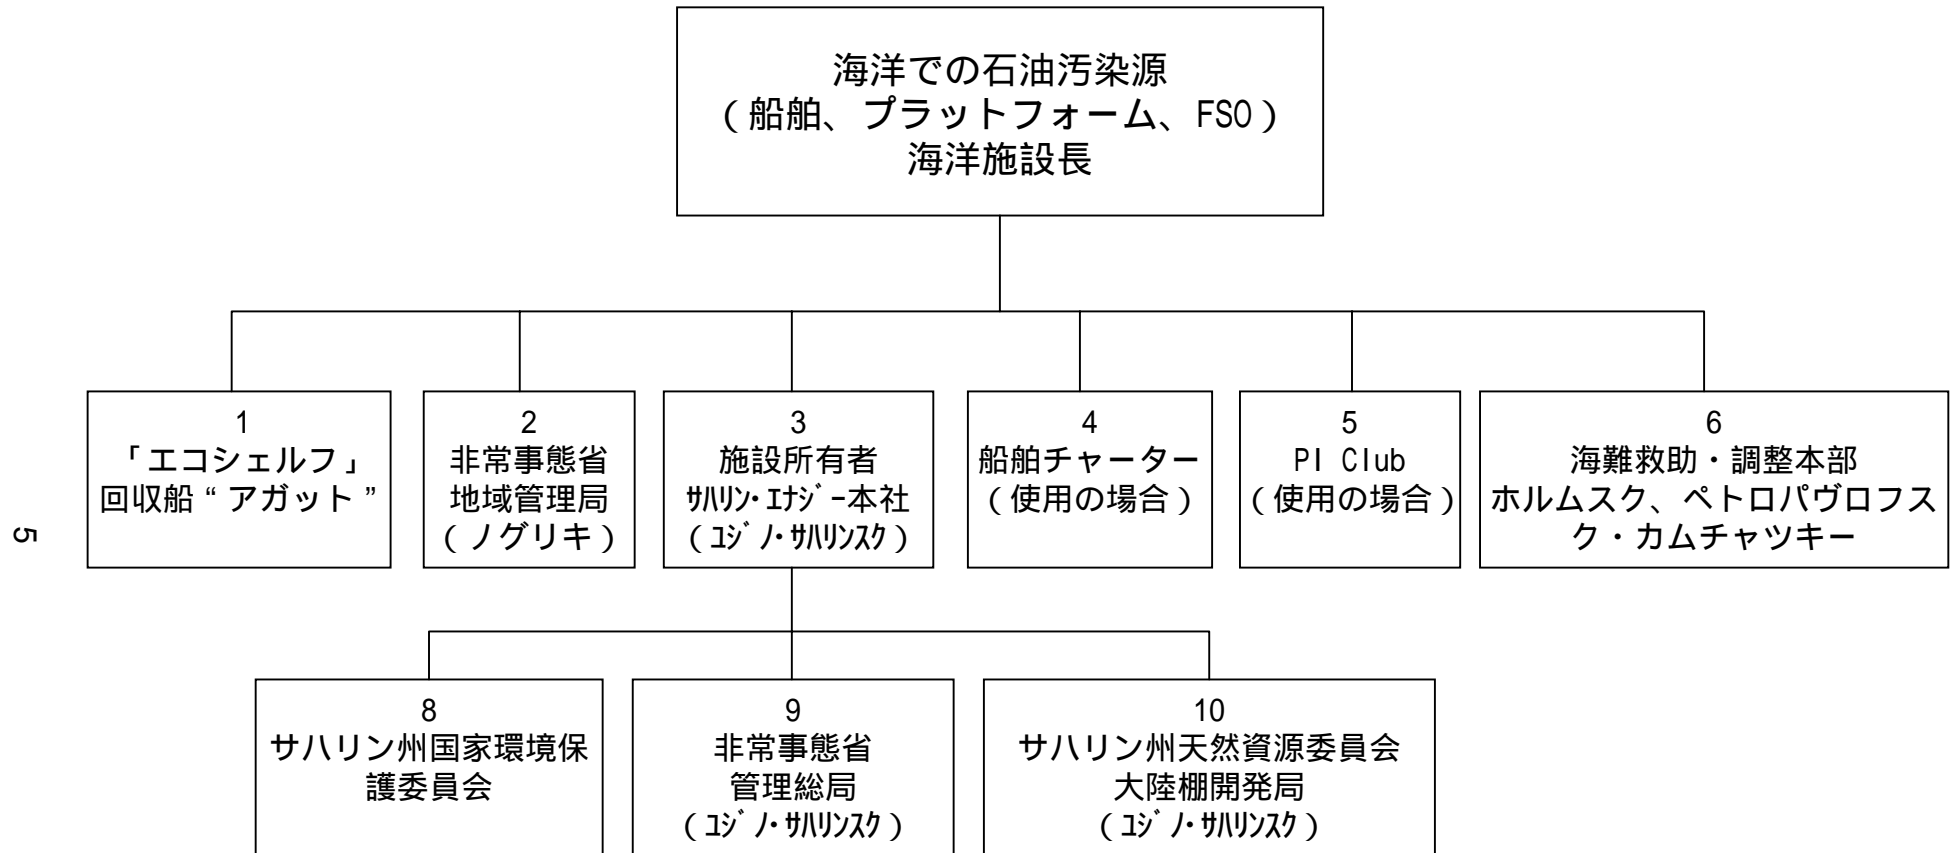 海洋での石油汚染源
（船舶、プラットフォーム、FSO）
海洋施設長
1
「エコシェルフ」
回収船“アガット”
2
非常事態省
地域管理局
（ノグリキ）
3
施設所有者
ｻﾊﾘﾝ･ｴﾅｼﾞｰ本社
（ﾕｼﾞﾉ･ｻﾊﾘﾝｽｸ）
4
船舶チャーター
（使用の場合）
5
PI Club
（使用の場合）
6
海難救助・調整本部
ホルムスク、ペトロパヴロフス
ク・カムチャツキー
8
サハリン州国家環境保
護委員会
9
非常事態省
管理総局
（ﾕｼﾞﾉ･ｻﾊﾘﾝｽｸ）
10
サハリン州天然資源委員会
大陸棚開発局
（ﾕｼﾞﾉ･ｻﾊﾘﾝｽｸ）
5